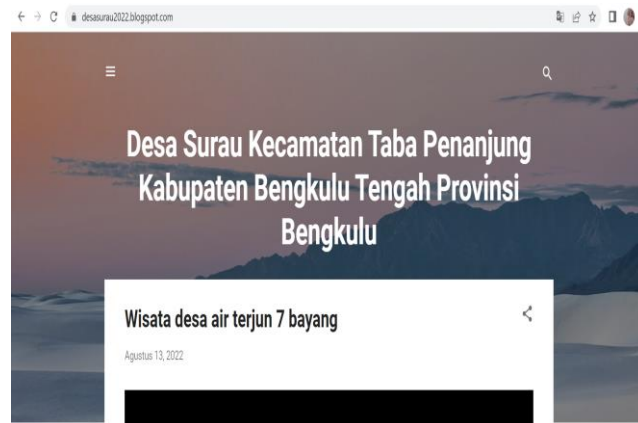 desasurau2022.blogspot.com
Desa Surau Kecamatan Taba Penanjung
Kabupaten Bengkulu Tengah Provinsi
Bengkulu
Wisata desa air terjun 7 bayang
Agustus 13, 2022